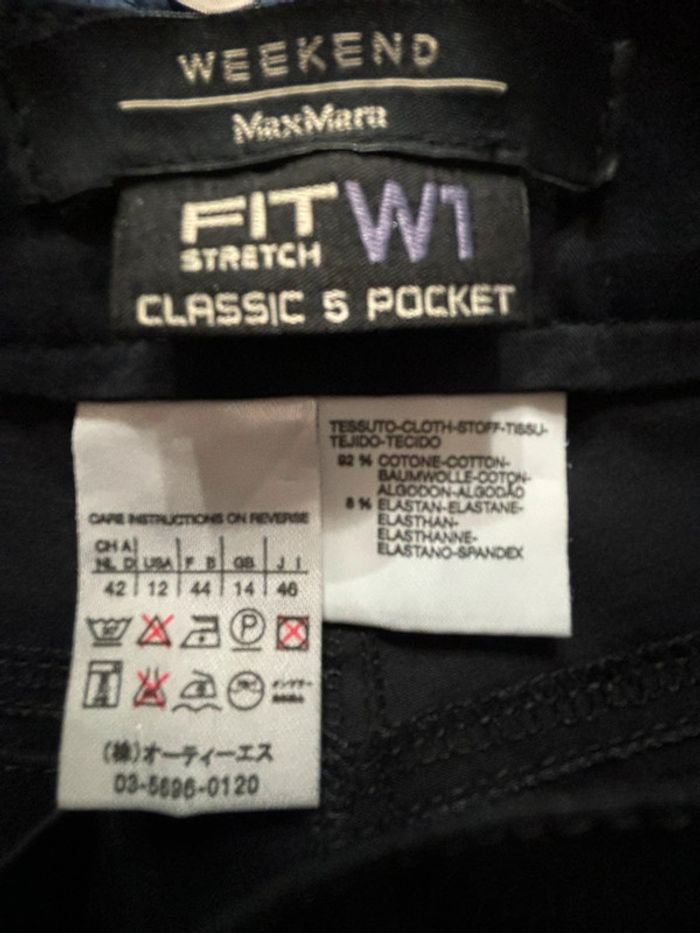 WEEKEND
MaxMara
FIT W1
STRETCH
CLASSIC 5 POCKET
TESSUTO-CLOTH-STOFF-TISSU-
TEJIDO-TECIDO
92 % COTONE-COTTON-
BAUMWOLLE-COTON-
ALGODON-ALGODÃO
8 % ELASTAN-ELASTANE-
ELASTHAN-
ELASTHANNE-
ELASTANO-SPANDEX
CARE INSTRUCTIONS ON REVERSE
CH A
NL D USA F B GB J I
42 12 44 14 46
P
(株)オーティーエス
03-5696-0120